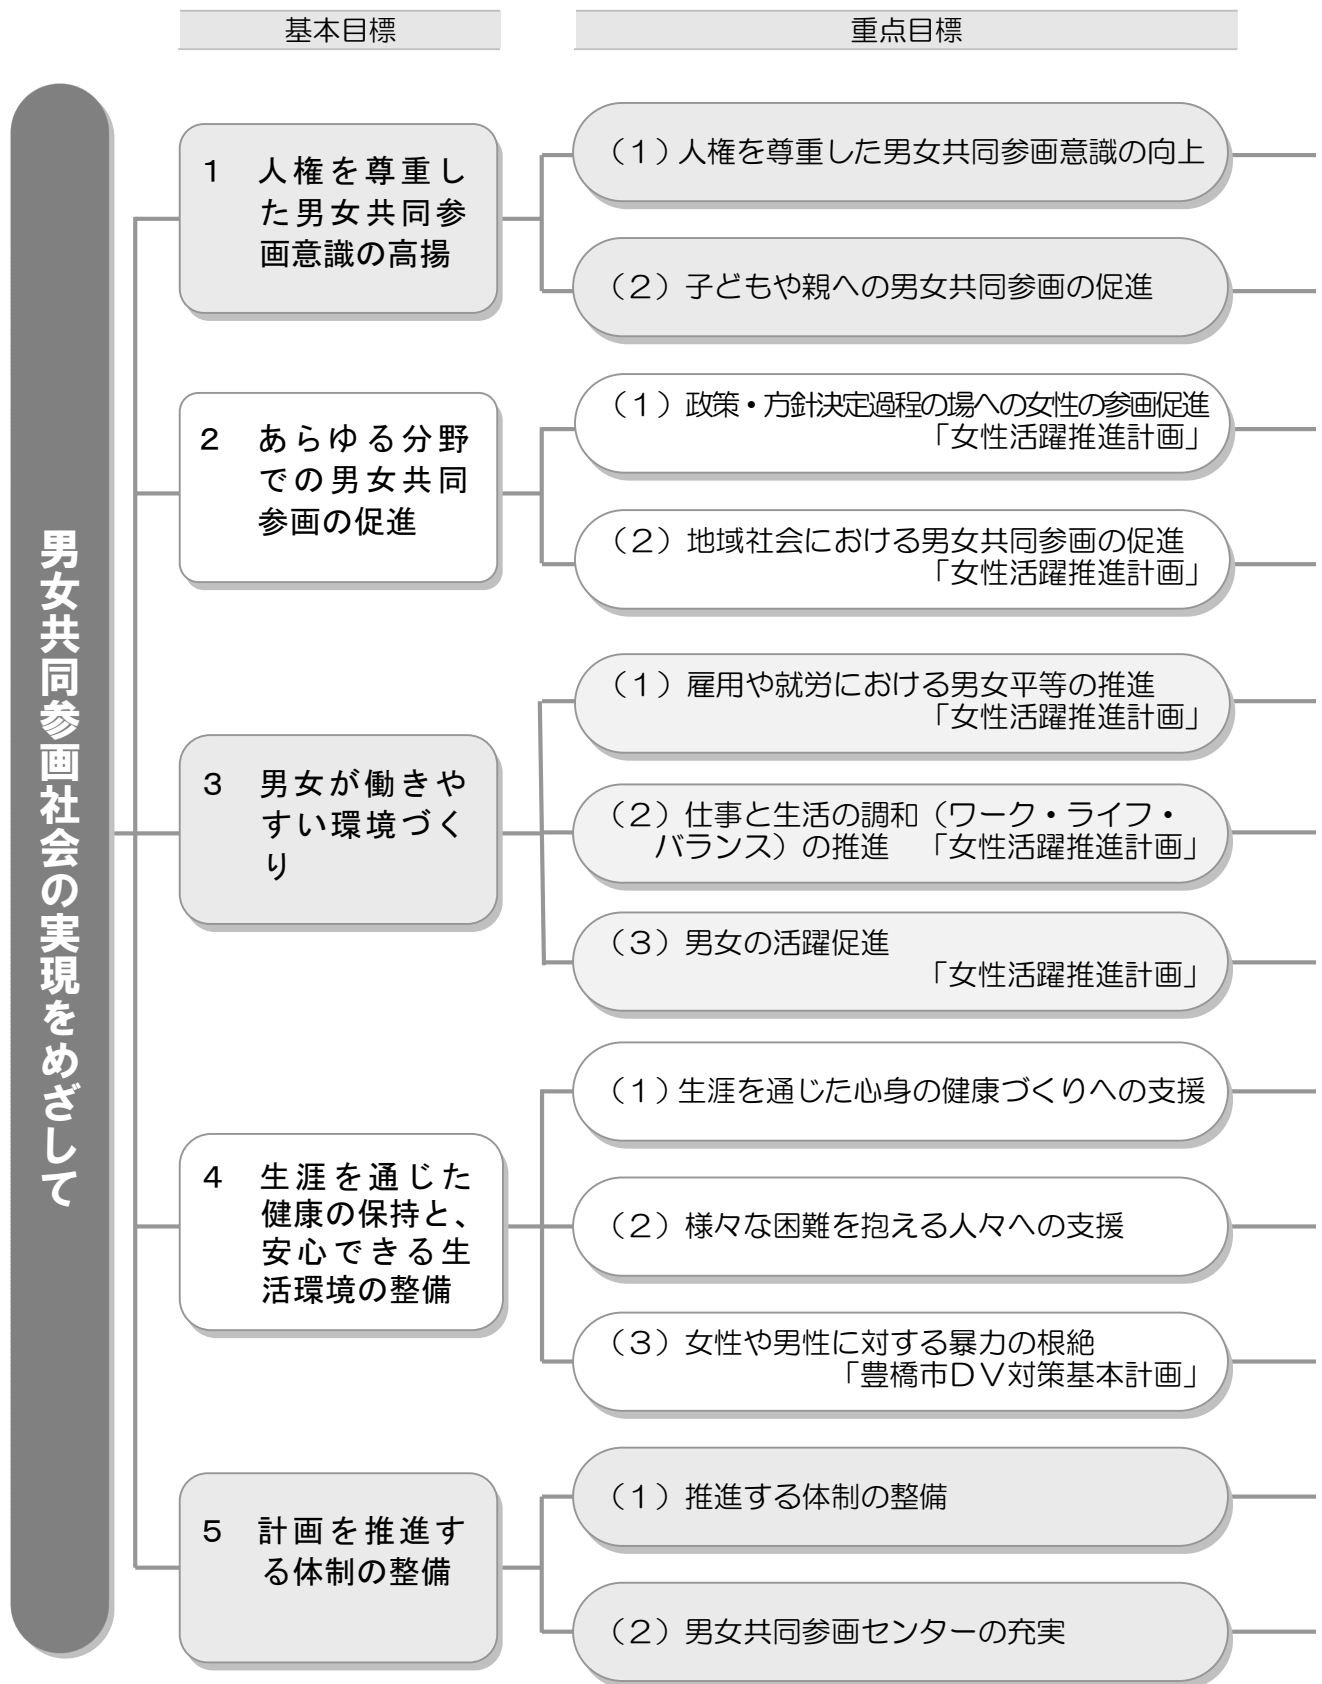 基本目標
重点目標
男女共同参画社会の実現をめざして
1 人権を尊重し
た男女共同参
画意識の高揚
（1）人権を尊重した男女共同参画意識の向上
（2）子どもや親への男女共同参画の促進
2 あらゆる分野
での男女共同
参画の促進
（1）政策・方針決定過程の場への女性の参画促進
「女性活躍推進計画」
（2）地域社会における男女共同参画の促進
「女性活躍推進計画」
3 男女が働きや
すい環境づく
り
（1）雇用や就労における男女平等の推進
「女性活躍推進計画」
（2）仕事と生活の調和（ワーク・ライフ・
バランス）の推進 「女性活躍推進計画」
（3）男女の活躍促進
「女性活躍推進計画」
4 生涯を通じた
健康の保持と、
安心できる生
活環境の整備
（1）生涯を通じた心身の健康づくりへの支援
（2）様々な困難を抱える人々への支援
（3）女性や男性に対する暴力の根絶
「豊橋市ＤＶ対策基本計画」
5 計画を推進す
る体制の整備
（1）推進する体制の整備
（2）男女共同参画センターの充実